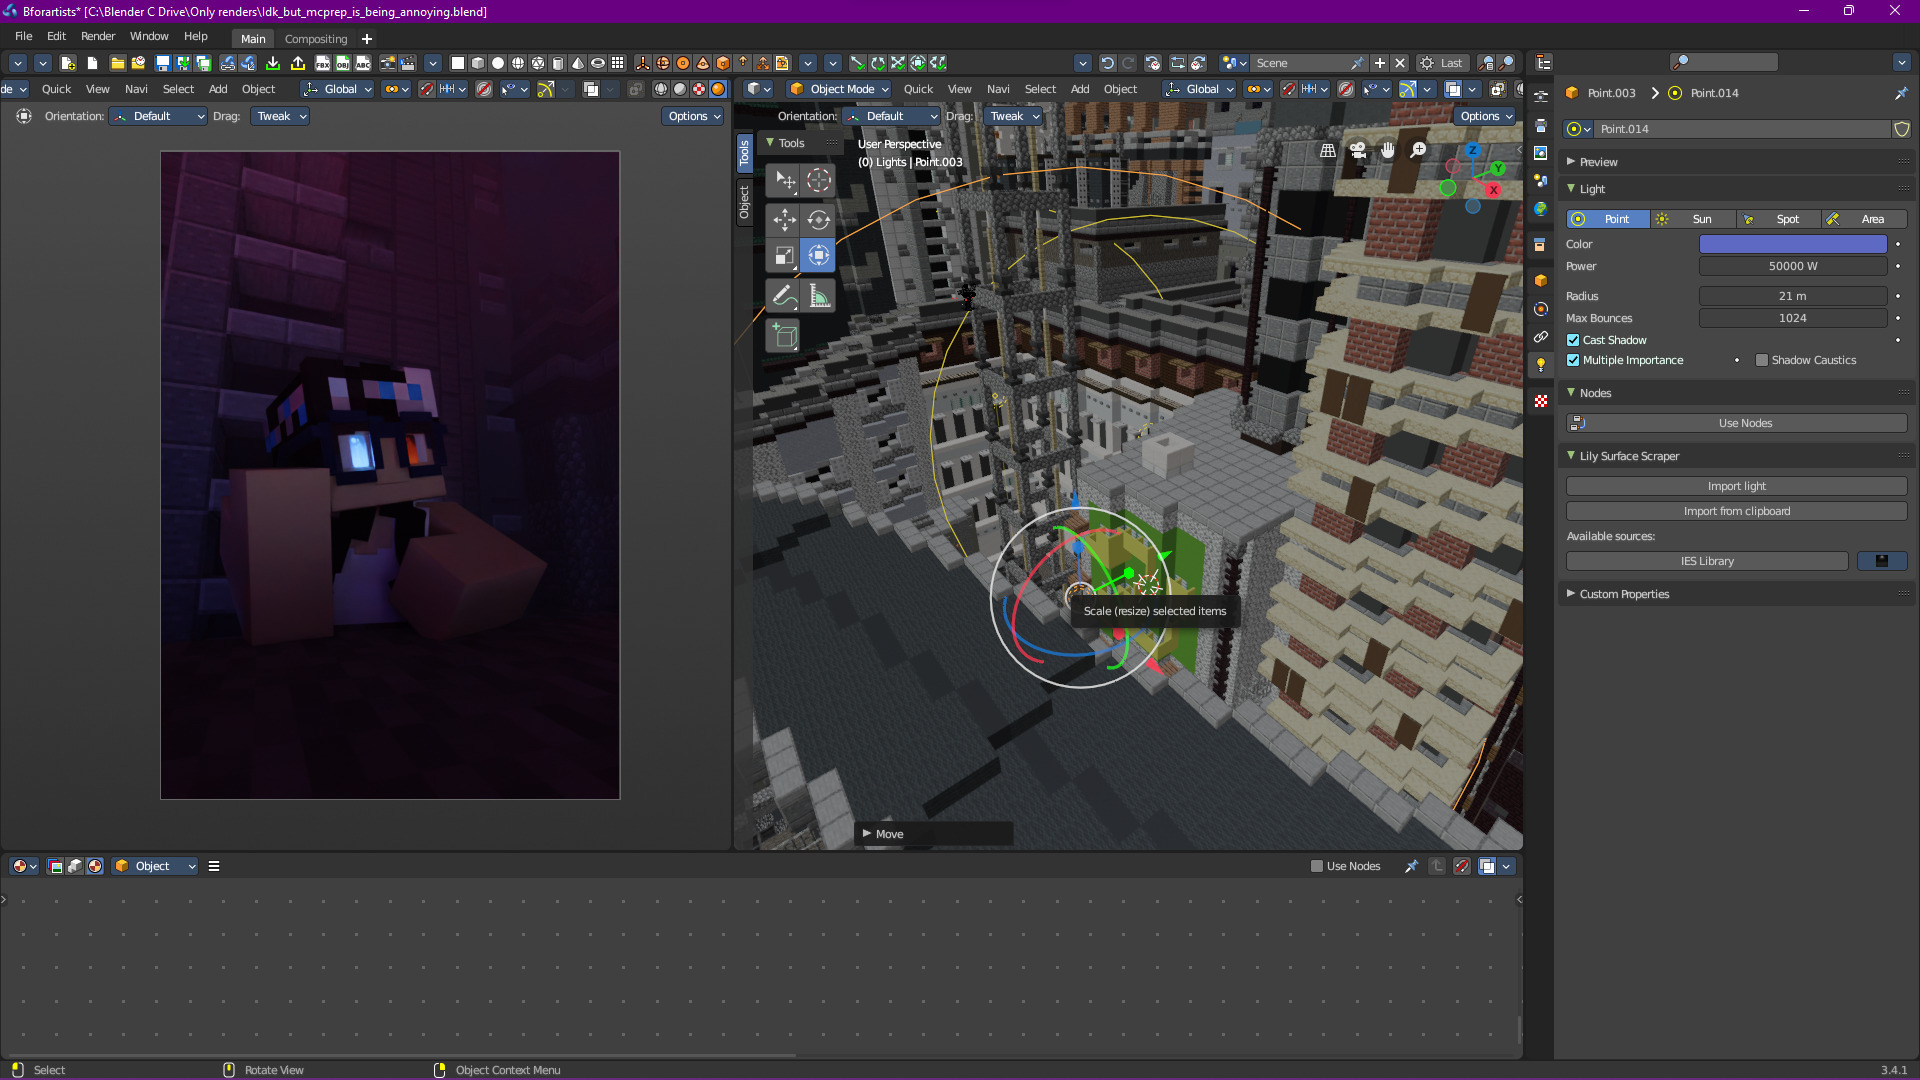 Bforartists* [C:\Blender C Drive\Only renders\Idk_but_mcprep_is_being_annoying.blend]
File Edit Render Window Help Main Compositing
FBX OBJ ABC Scene Last
de Quick View Navi Select Add Object Global
Object Mode Quick View Navi Select Add Object Global
Orientation: Default Drag: Tweak Options
Orientation: Default Drag: Tweak Options
Tools
Object
Tools
User Perspective
(0) Lights | Point.003
Z
Y
X
Scale (resize) selected items
Move
Point.003 Point.014
Point.014
Preview
Light
Point Sun Spot Area
Color
Power 50000 W
Radius 21 m
Max Bounces 1024
Cast Shadow
Multiple Importance Shadow Caustics
Nodes
Use Nodes
Lily Surface Scraper
Import light
Import from clipboard
Available sources:
IES Library
Custom Properties
Object Use Nodes
Select Rotate View Object Context Menu 3.4.1